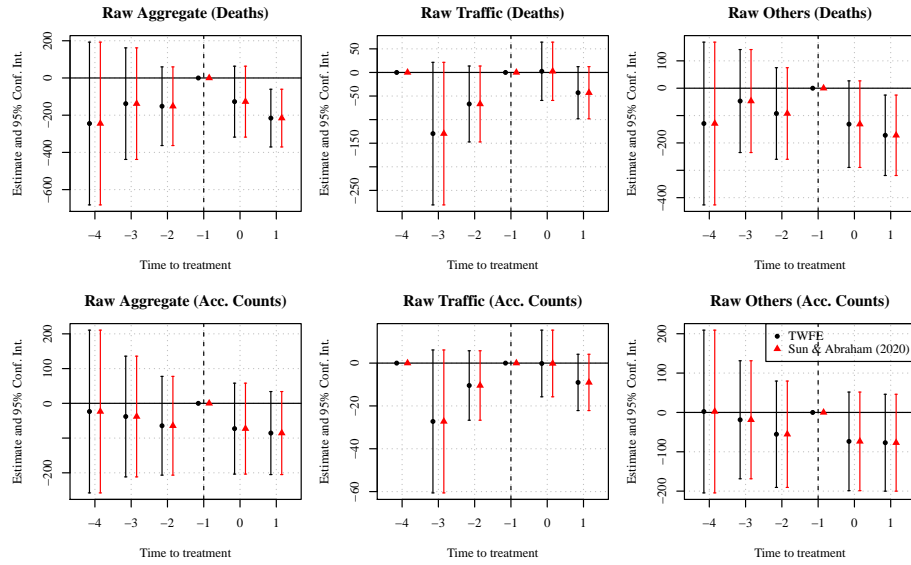 Raw Aggregate (Deaths)
Estimate and 95% Conf. Int.
200
0
−200
−400
−600
−4 −3 −2 −1 0 1
Time to treatment
Raw Traffic (Deaths)
Estimate and 95% Conf. Int.
50
0
−50
−150
−250
−4 −3 −2 −1 0 1
Time to treatment
Raw Others (Deaths)
Estimate and 95% Conf. Int.
100
0
−200
−400
−4 −3 −2 −1 0 1
Time to treatment
Raw Aggregate (Acc. Counts)
Estimate and 95% Conf. Int.
200
0
200
−4 −3 −2 −1 0 1
Time to treatment
Raw Traffic (Acc. Counts)
Estimate and 95% Conf. Int.
0
−20
−40
−60
−4 −3 −2 −1 0 1
Time to treatment
Raw Others (Acc. Counts)
Estimate and 95% Conf. Int.
200
100
0
−100
−200
−4 −3 −2 −1 0 1
Time to treatment
TWFE
Sun & Abraham (2020)